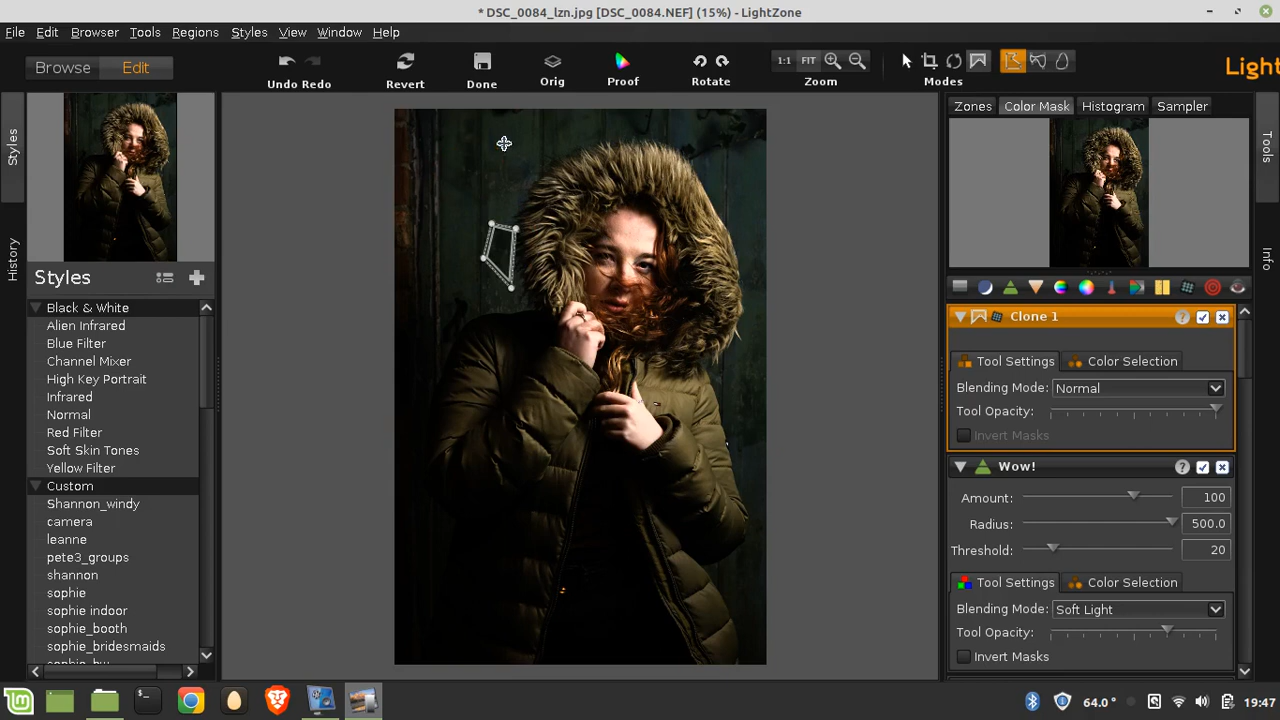 * DSC_0084_lzn.jpg [DSC_0084.NEF] (15%) - LightZone
File Edit Browser Tools Regions Styles View Window Help
Browse Edit
Undo Redo Revert Done Orig Proof Rotate
1:1 FIT
Zoom Modes
Light
Styles
History
Styles
Black & White
Alien Infrared
Blue Filter
Channel Mixer
High Key Portrait
Infrared
Normal
Red Filter
Soft Skin Tones
Yellow Filter
Custom
Shannon_windy
camera
leanne
pete3_groups
shannon
sophie
sophie indoor
sophie_booth
sophie_bridesmaids
Zones Color Mask Histogram Sampler
Tools
Info
Clone 1 ?
Tool Settings Color Selection
Blending Mode: Normal
Tool Opacity:
Invert Masks
Wow! ?
Amount: 100
Radius: 500.0
Threshold: 20
Tool Settings Color Selection
Blending Mode: Soft Light
Tool Opacity:
Invert Masks
64.0° 19:47